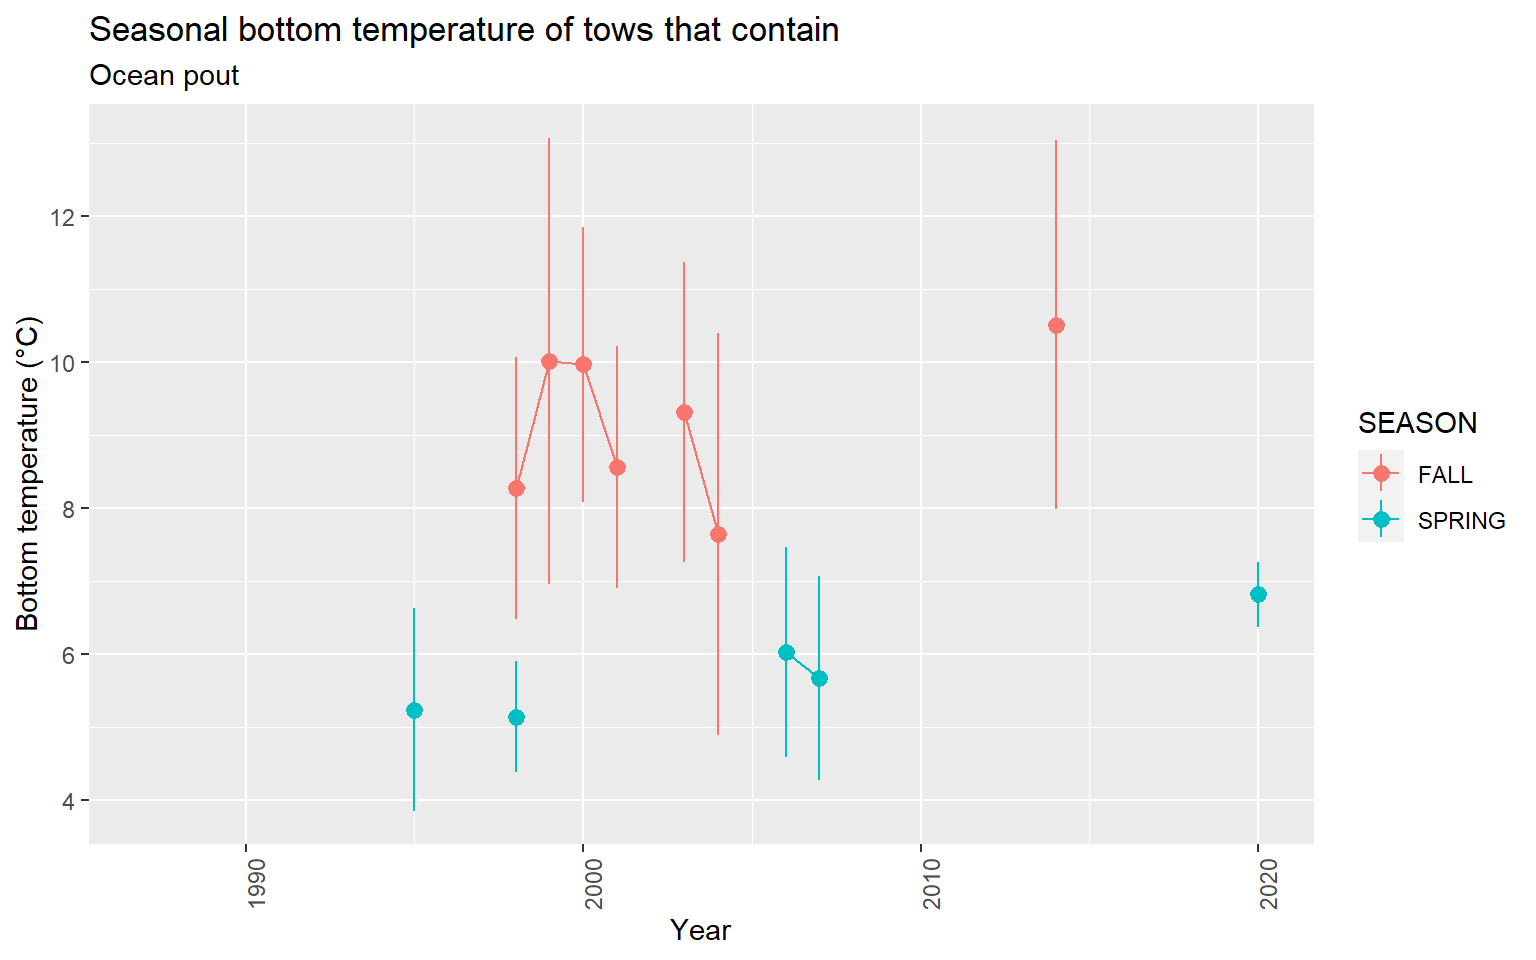 Seasonal bottom temperature of tows that contain
Ocean pout
Bottom temperature (°C)
12
10
8
6
4
1990
2000
2010
2020
Year
SEASON
FALL
SPRING